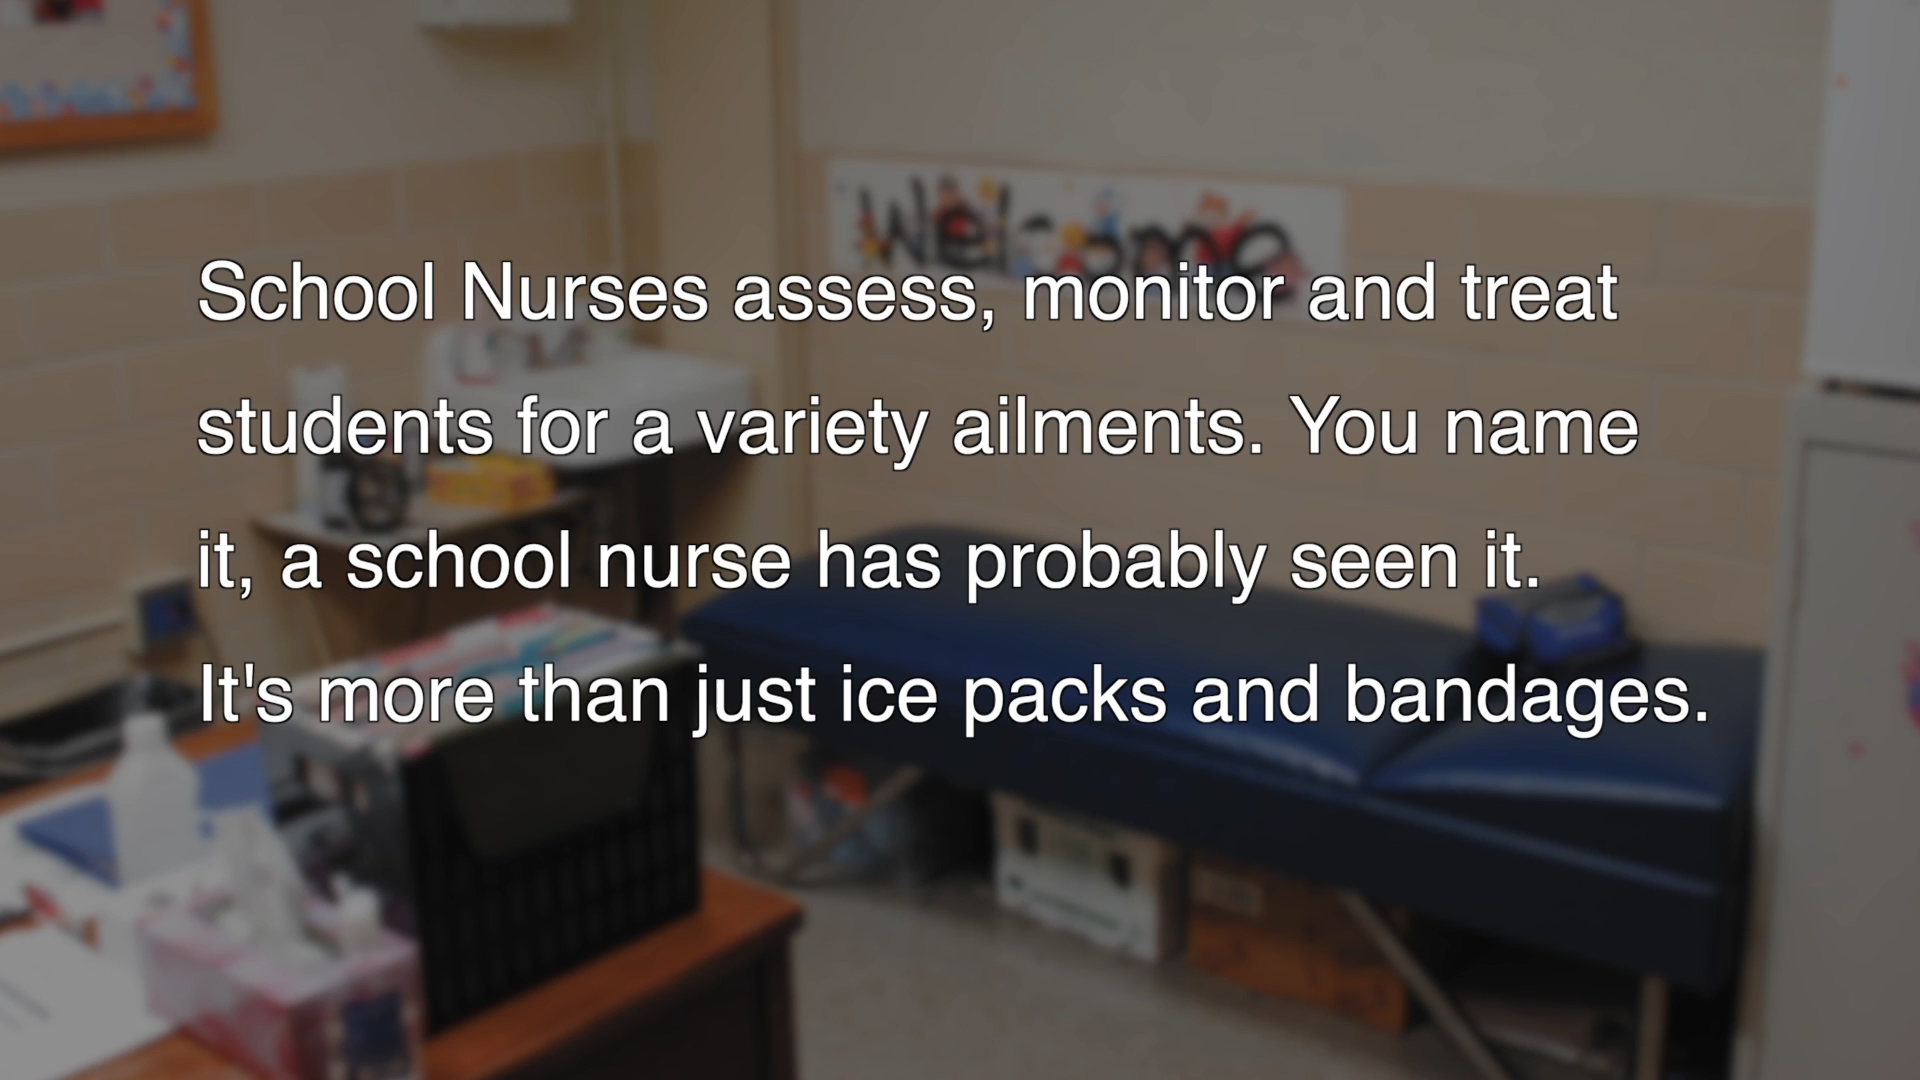 Welcome
School Nurses assess, monitor and treat
students for a variety ailments. You name
it, a school nurse has probably seen it.
It's more than just ice packs and bandages.